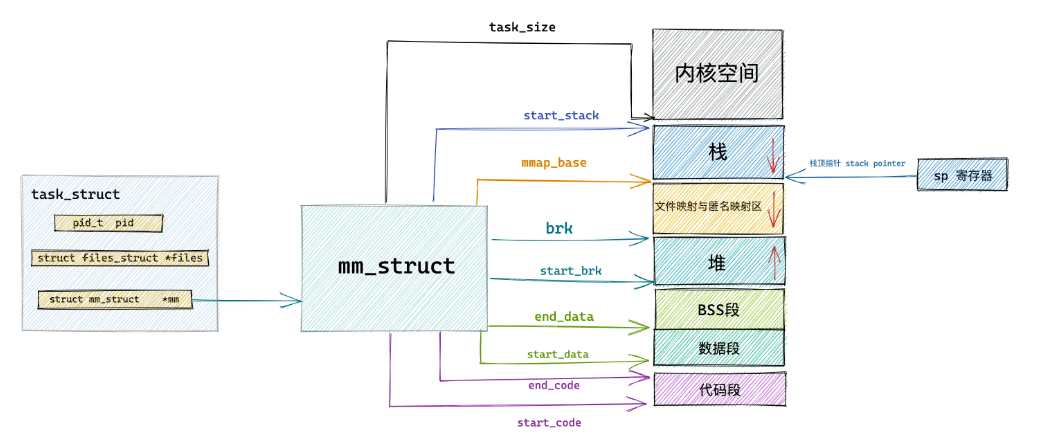 task_size
内核空间
start_stack
栈
mmap_base
栈顶指针 stack pointer
sp 寄存器
task_struct
pid_t pid
struct files_struct *files
struct mm_struct *mm
mm_struct
文件映射与匿名映射区
brk
堆
start_brk
BSS段
end_data
数据段
start_data
代码段
end_code
start_code